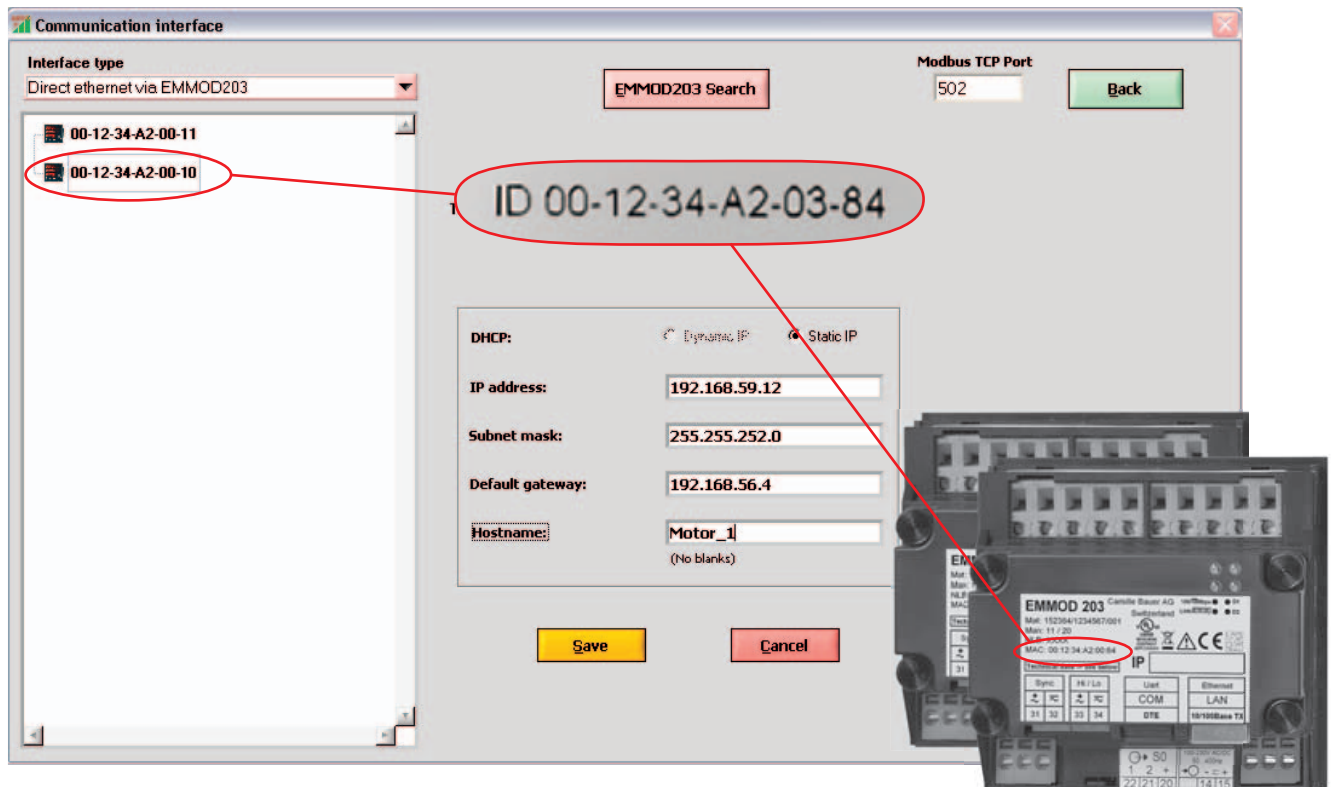 Communication interface
Interface type
Direct ethernet via EMMOD203
EMMOD203 Search
Modbus TCP Port
502
Back
00-12-34-A2-00-11
00-12-34-A2-00-10
ID 00-12-34-A2-03-84
DHCP:
Dynamic IP
Static IP
IP address:
192.168.59.12
Subnet mask:
255.255.252.0
Default gateway:
192.168.56.4
Hostname:
Motor_1
(No blanks)
Save
Cancel
EMMOD 203
Camille Bauer AG
Switzerland
Mat: 152384/1234567/001
Man: 11 / 20
MAC: 00:12:34:A2:00:84
IP
Sync Hi / Lo
31 32 33 34
Uart
COM
DTE
Ethernet
LAN
10/100Base TX
S0
1 2 +
22 21 20
14 15